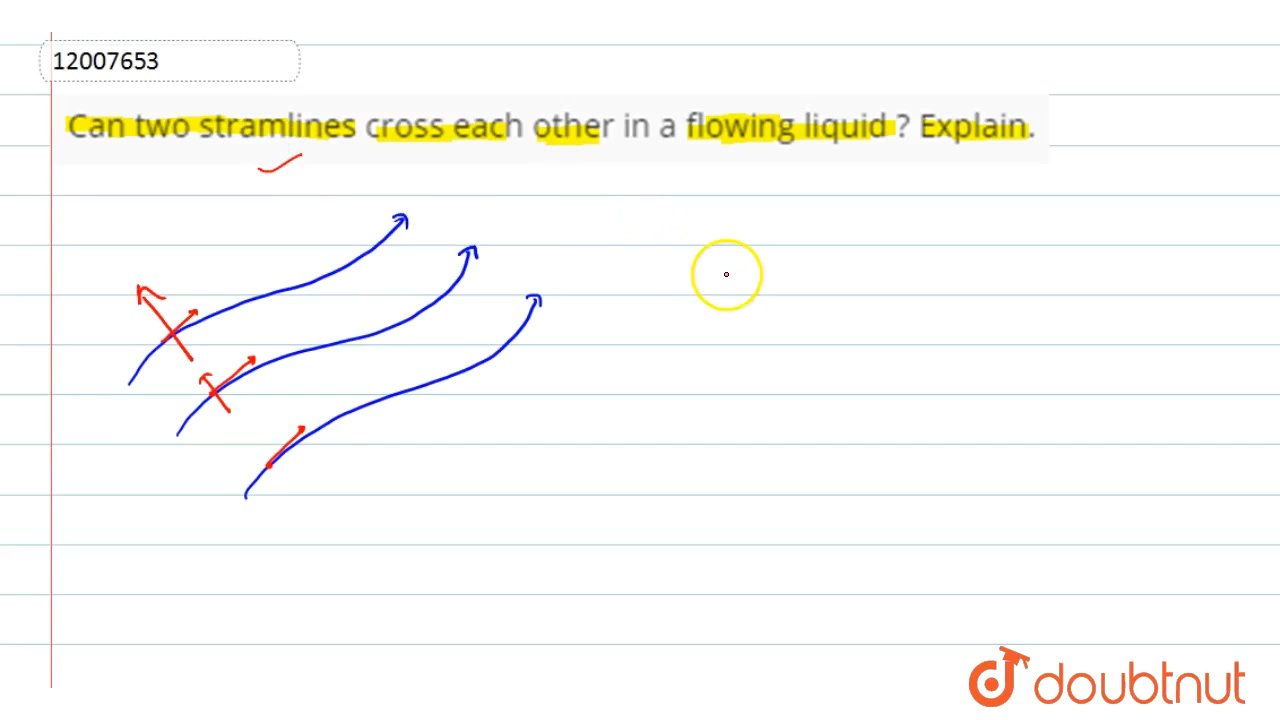 12007653
Can two stramlines cross each other in a flowing liquid ? Explain.
doubtnut